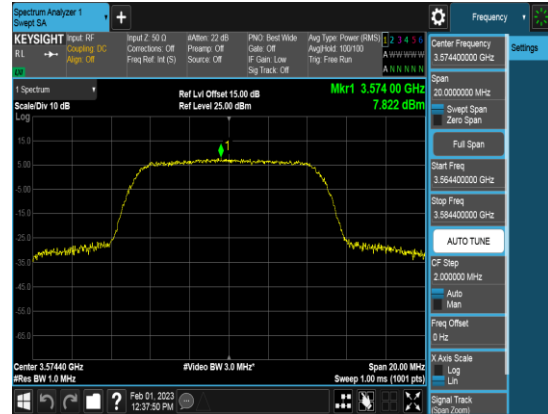 Spectrum Analyzer 1
Swept SA
Frequency
KEYSIGHT
RL
Input: RF
Coupling: DC
Align: Off
Input Z: 50 Ω
Corrections: Off
Freq Ref: Int (S)
#Atten: 22 dB
Preamp: Off
Source: Off
PNO: Best Wide
Gate: Off
IF Gain: Low
Sig Track: Off
Avg Type: Power (RMS)
Avg|Hold: 100/100
Trig: Free Run
1 2 3 4 5 6
A W W W W W
A N N N N N
1 Spectrum
Scale/Div 10 dB
Log
Ref Lvl Offset 15.00 dB
Ref Level 25.00 dBm
Mkr1 3.574 00 GHz
7.822 dBm
1
15.0
5.00
-5.00
-15.0
-25.0
-35.0
-45.0
-55.0
-65.0
Center 3.57440 GHz
#Res BW 1.0 MHz
#Video BW 3.0 MHz*
Span 20.00 MHz
Sweep 1.00 ms (1001 pts)
Feb 01, 2023
12:37:50 PM
Center Frequency
3.574400000 GHz
Settings
Span
20.0000000 MHz
Swept Span
Zero Span
Full Span
Start Freq
3.564400000 GHz
Stop Freq
3.584400000 GHz
AUTO TUNE
CF Step
2.000000 MHz
Auto
Man
Freq Offset
0 Hz
X Axis Scale
Log
Lin
Signal Track
(Span Zoom)